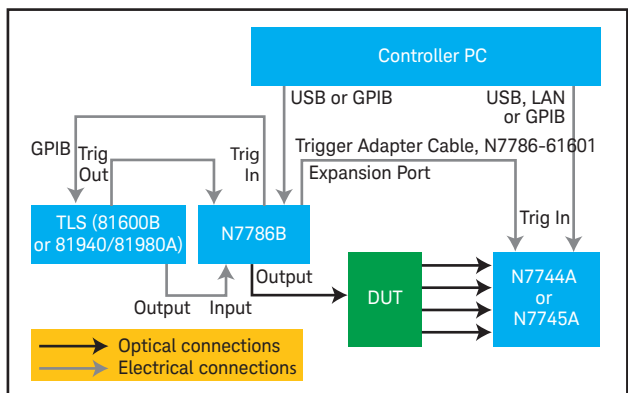 Controller PC
USB or GPIB
USB, LAN
or GPIB
GPIB
Trig
Out
Trig
In
Trigger Adapter Cable, N7786-61601
Expansion Port
Trig In
TLS (81600B
or 81940/81980A)
N7786B
Output
DUT
N7744A
or
N7745A
Output
Input
Optical connections
Electrical connections